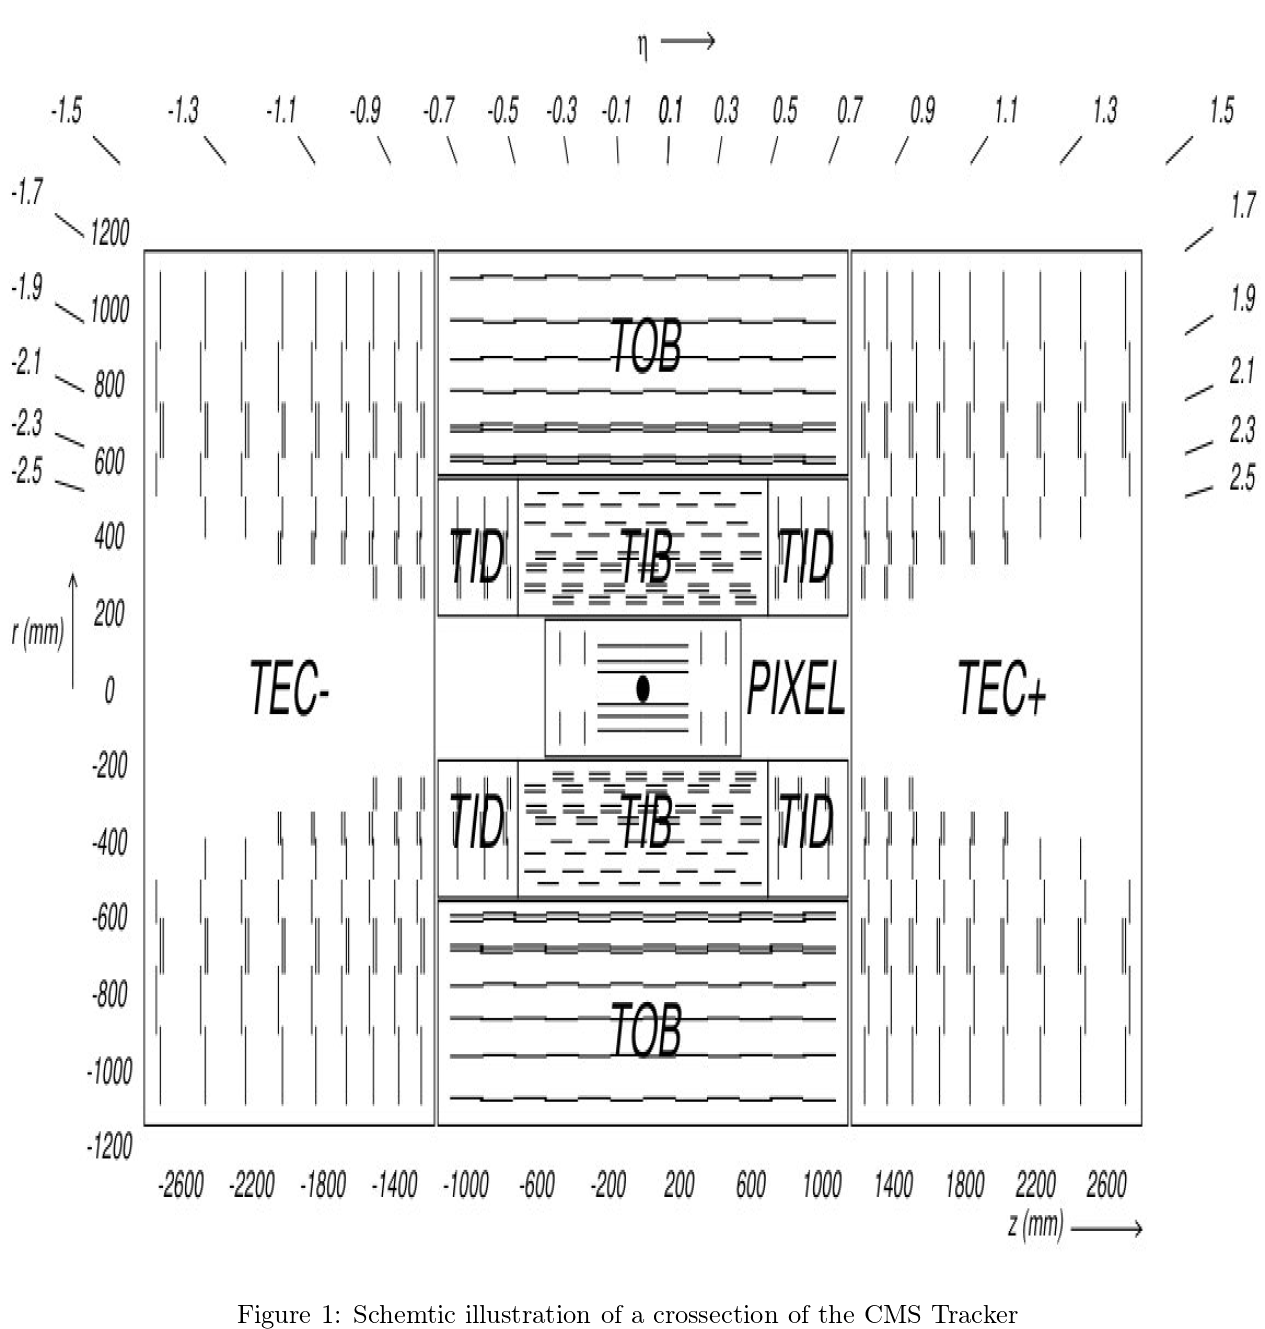 η
-1.5 -1.3 -1.1 -0.9 -0.7 -0.5 -0.3 -0.1 0.1 0.3 0.5 0.7 0.9 1.1 1.3 1.5
-1.7 1.7
1200
-1.9 1.9
1000
-2.1 2.1
800
TOB
-2.3 2.3
600
-2.5 2.5
400
TID TIB TID
200
r (mm)
0
TEC- PIXEL TEC+
-200
TID TIB TID
-400
-600
-800
TOB
-1000
-1200
-2600 -2200 -1800 -1400 -1000 -600 -200 200 600 1000 1400 1800 2200 2600
z (mm)
Figure 1: Schemtic illustration of a crossection of the CMS Tracker